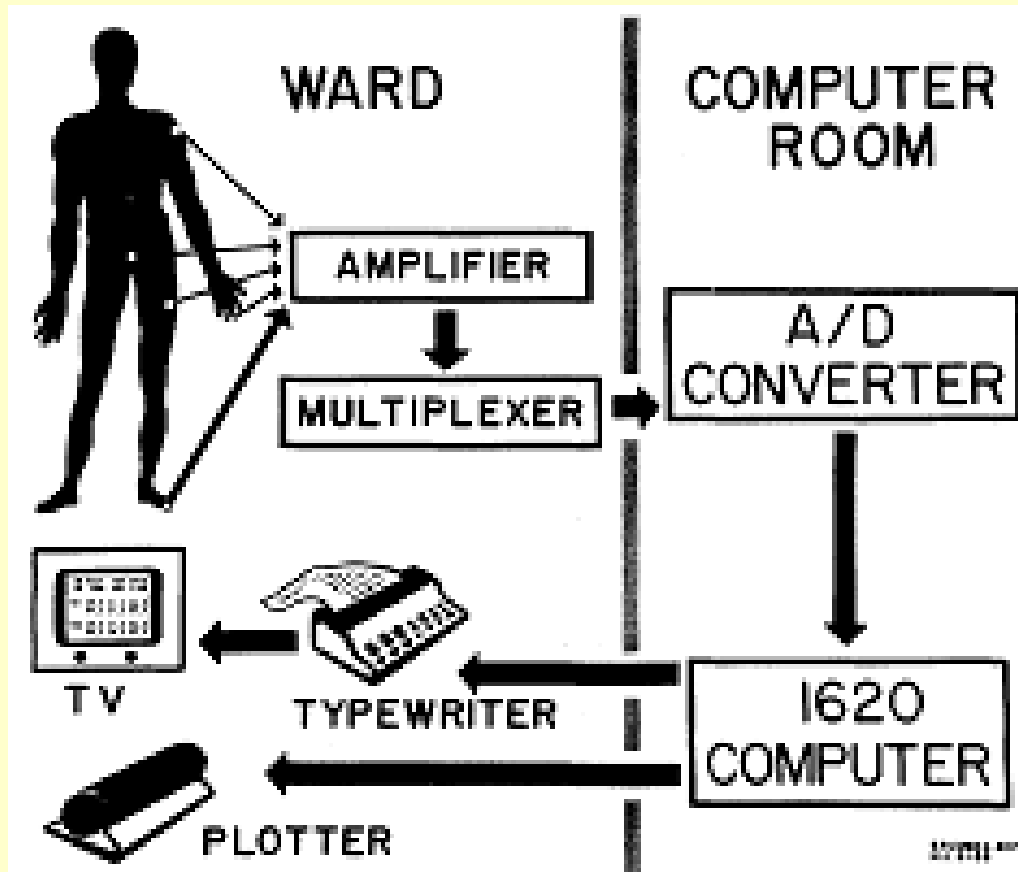 WARD
COMPUTER
ROOM
AMPLIFIER
A/D
CONVERTER
MULTIPLEXER
TV
TYPEWRITER
1620
COMPUTER
PLOTTER